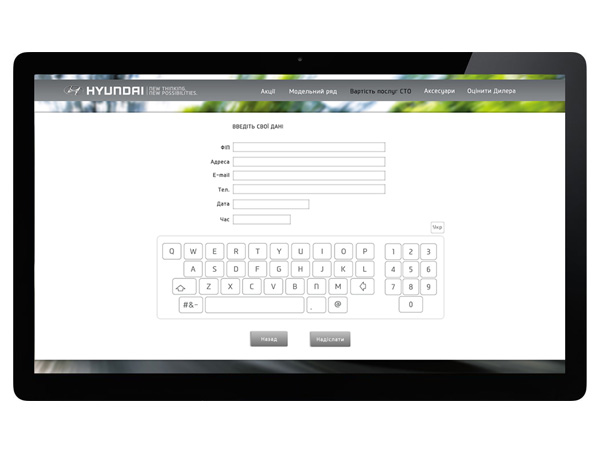 HYUNDAI NEW THINKING. NEW POSSIBILITIES.
Акції Модельний ряд Вартість послуг СТО Аксесуари Оцінити Дилера
ВВЕДІТЬ СВОЇ ДАНІ
ФІП
Адреса
E-mail
Тел.
Дата
Час
Укр
Q W E R T Y U I O P 1 2 3
A S D F G H J K L 4 5 6
Z X C V B N M 7 8 9
#&- . @ 0
Назад Надіслати